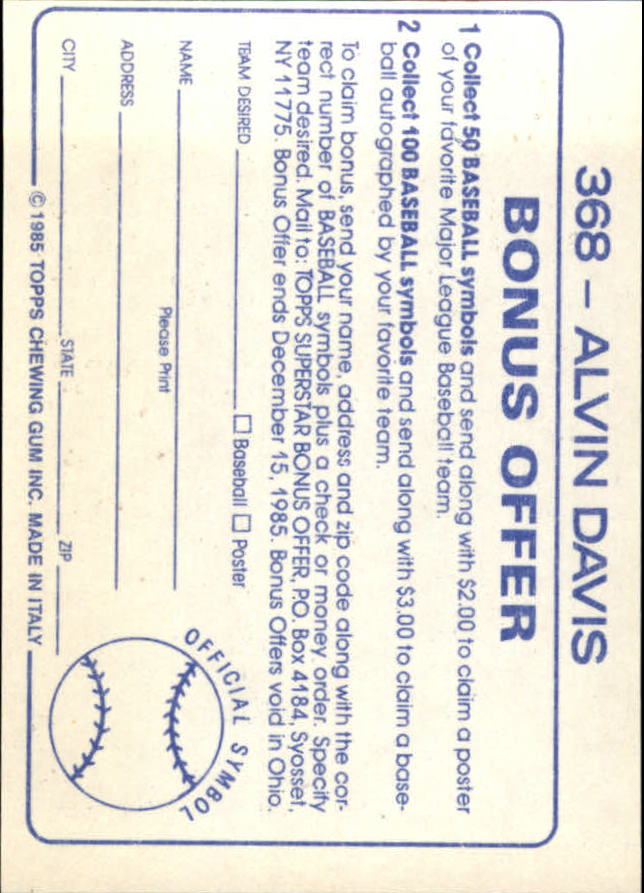 368 – ALVIN DAVIS
BONUS OFFER
1 Collect 50 BASEBALL symbols and send along with $2.00 to claim a poster
of your favorite Major League Baseball team.
2 Collect 100 BASEBALL symbols and send along with $3.00 to claim a base-
ball autographed by your favorite team.
To claim bonus, send your name, address and zip code along with the cor-
rect number of BASEBALL symbols plus a check or money order. Specify
team desired. Mail to: TOPPS SUPERSTAR BONUS OFFER, P.O. Box 4184, Syosset,
NY 11775. Bonus Offer ends December 15, 1985. Bonus Offers void in Ohio.
TEAM DESIRED ☐ Baseball ☐ Poster
NAME
Please Print
ADDRESS
CITY STATE ZIP
OFFICIAL SYMBOL
© 1985 TOPPS CHEWING GUM INC. MADE IN ITALY